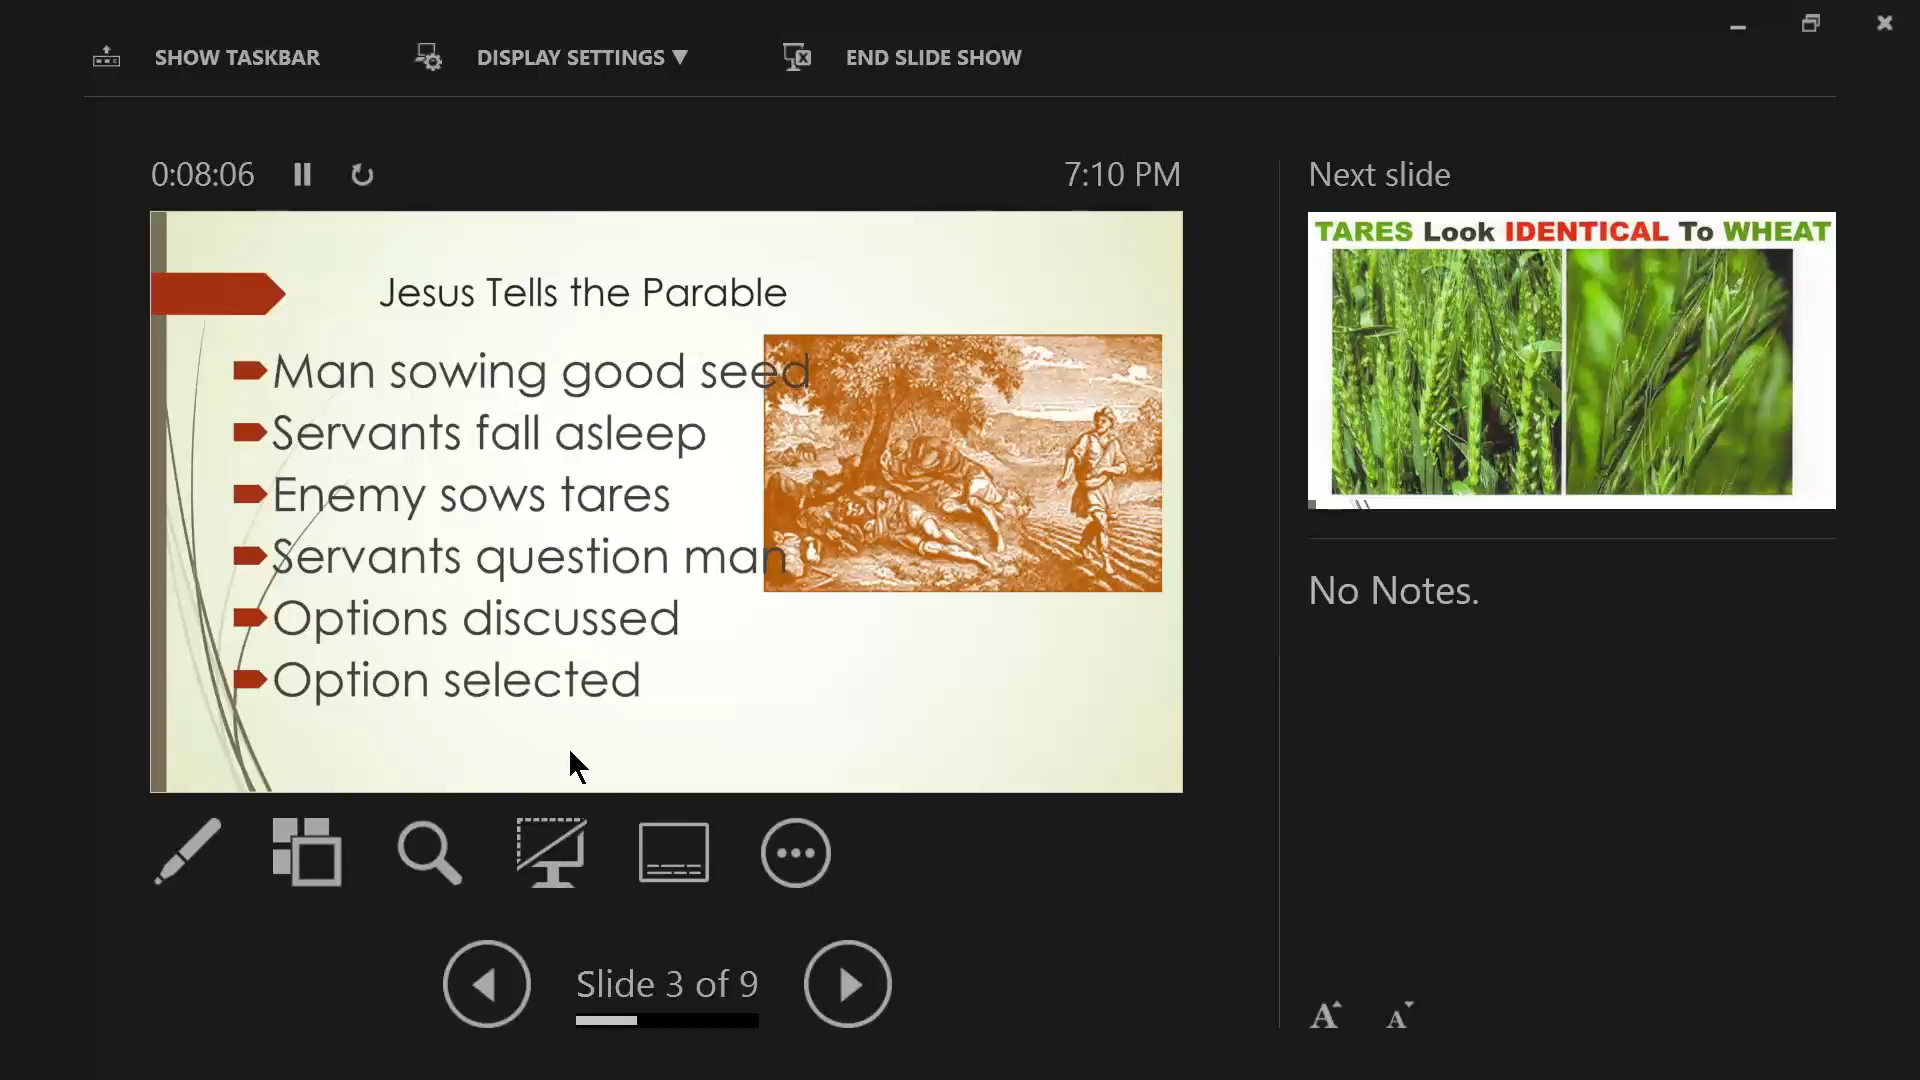 SHOW TASKBAR
DISPLAY SETTINGS ▼
END SLIDE SHOW
0:08:06
7:10 PM
Jesus Tells the Parable
Man sowing good seed
Servants fall asleep
Enemy sows tares
Servants question man
Options discussed
Option selected
Slide 3 of 9
Next slide
TARES Look IDENTICAL To WHEAT
No Notes.
A A